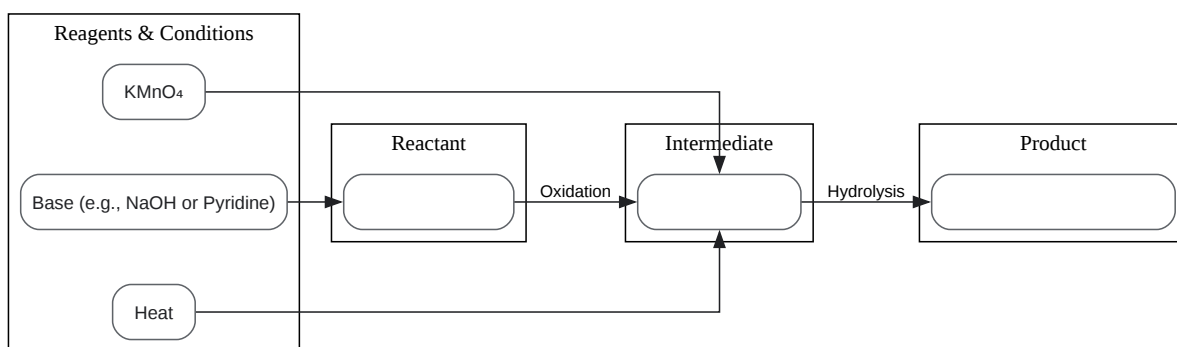 Reagents & Conditions
KMnO₄
Base (e.g., NaOH or Pyridine)
Heat
Reactant
Oxidation
Intermediate
Hydrolysis
Product